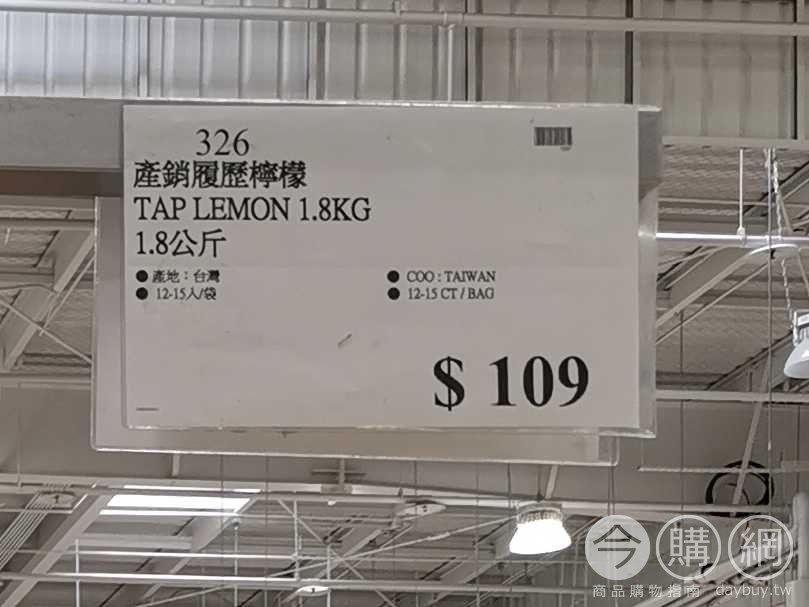 326
產銷履歷檸檬
TAP LEMON 1.8KG
1.8公斤
● 產地：台灣
● 12-15入/袋
● COO : TAIWAN
● 12-15 CT / BAG
$ 109
今購網
商品購物指南 daybuy.tw